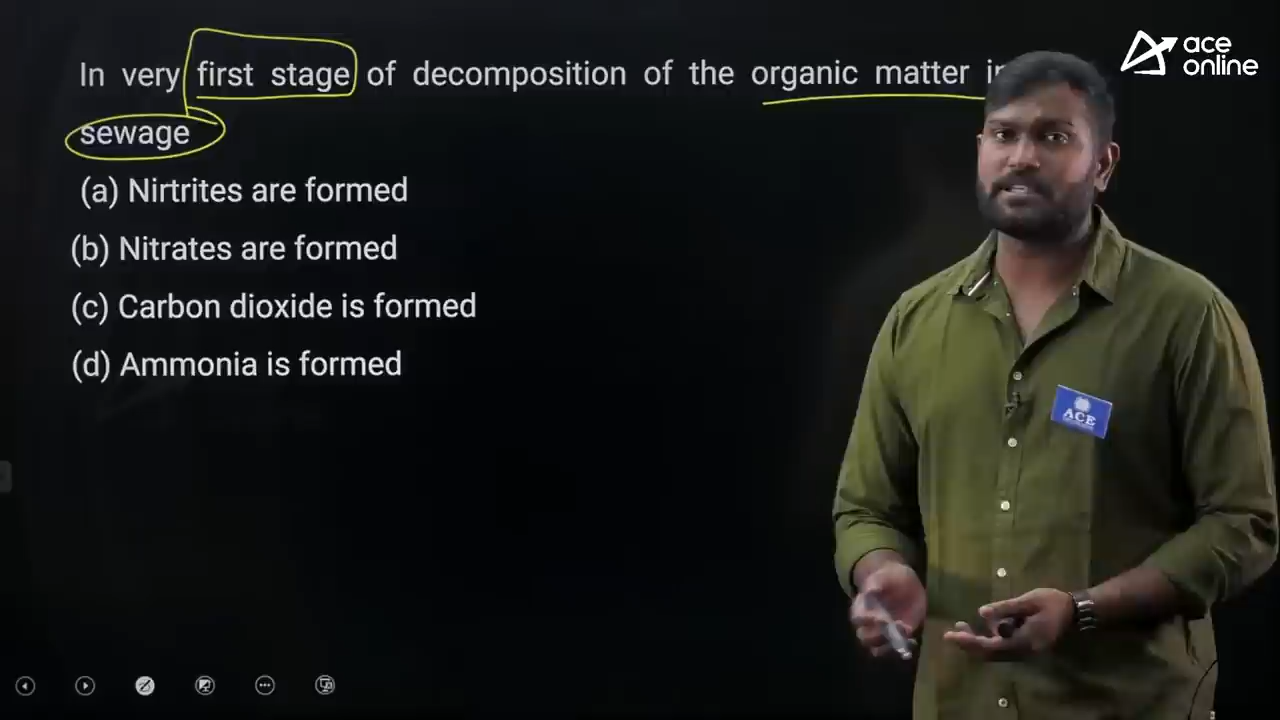 ace
online
In very first stage of decomposition of the organic matter
sewage
(a) Nirtrites are formed
(b) Nitrates are formed
(c) Carbon dioxide is formed
(d) Ammonia is formed
ACE